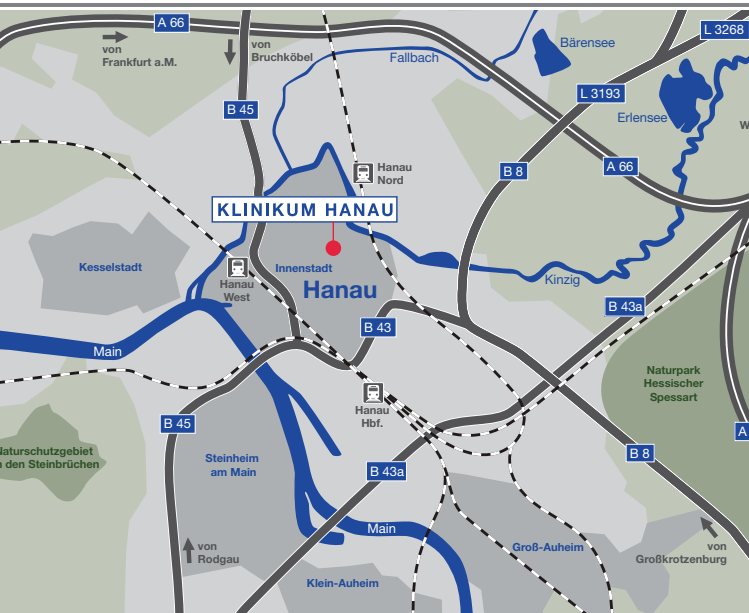 A 66
von
Frankfurt a.M.
von
Bruchköbel
Fallbach
Bärensee
L 3268
L 3193
Erlensee
B 45
Hanau
Nord
B 8
A 66
KLINIKUM HANAU
Kesselstadt
Innenstadt
Hanau
Hanau
West
Kinzig
B 43a
B 43
Main
Naturpark
Hessischer
Spessart
Hanau
Hbf.
B 45
A
Naturschutzgebiet
den Steinbrüchen
Steinheim
am Main
B 43a
B 8
Main
von
Rodgau
Groß-Auheim
von
Großkrotzenburg
Klein-Auheim